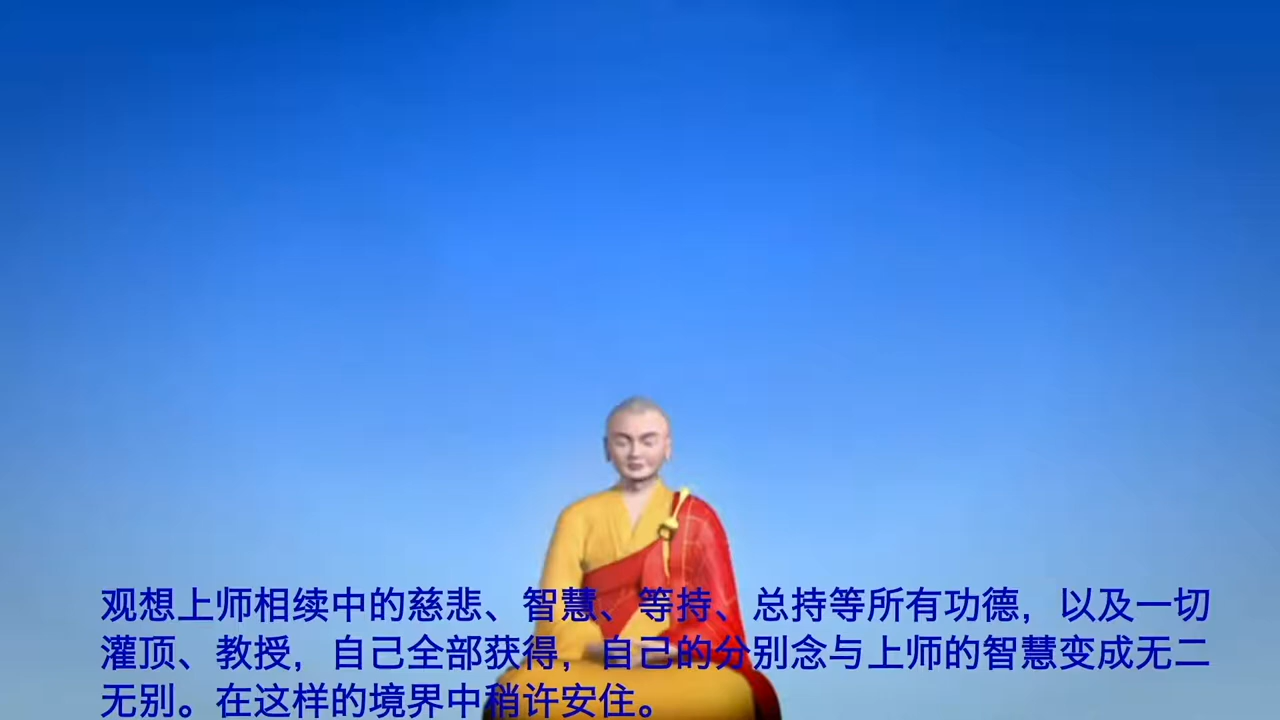 观想上师相续中的慈悲、智慧、等持、总持等所有功德，以及一切
灌顶、教授，自己全部获得，自己的分别念与上师的智慧变成无二
无别。在这样的境界中稍许安住。